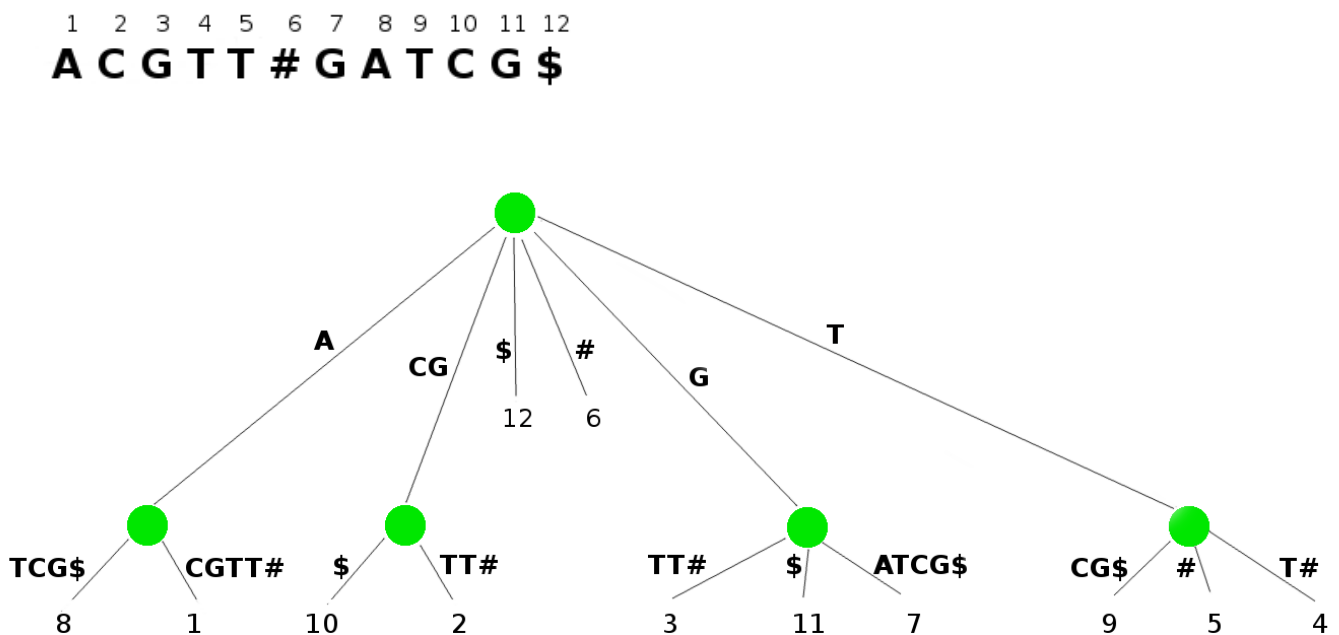 1 2 3 4 5 6 7 8 9 10 11 12
A C G T T # G A T C G $
T
A $ #
CG G
12 6
TCG$ CGTT# $ TT# TT# $ ATCG$ CG$ # T#
8 1 10 2 3 11 7 9 5 4